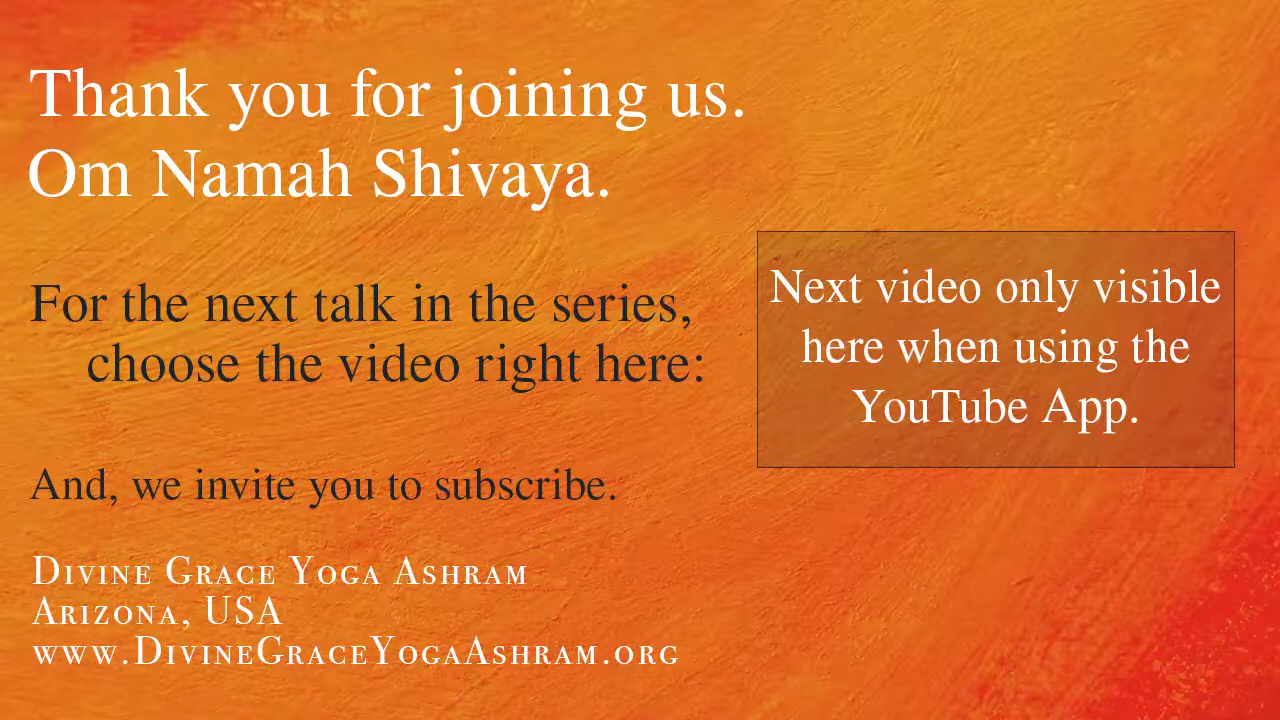 Thank you for joining us.
Om Namah Shivaya.
For the next talk in the series,
choose the video right here:
Next video only visible
here when using the
YouTube App.
And, we invite you to subscribe.
Divine Grace Yoga Ashram
Arizona, USA
www.DivineGraceYogaAshram.org